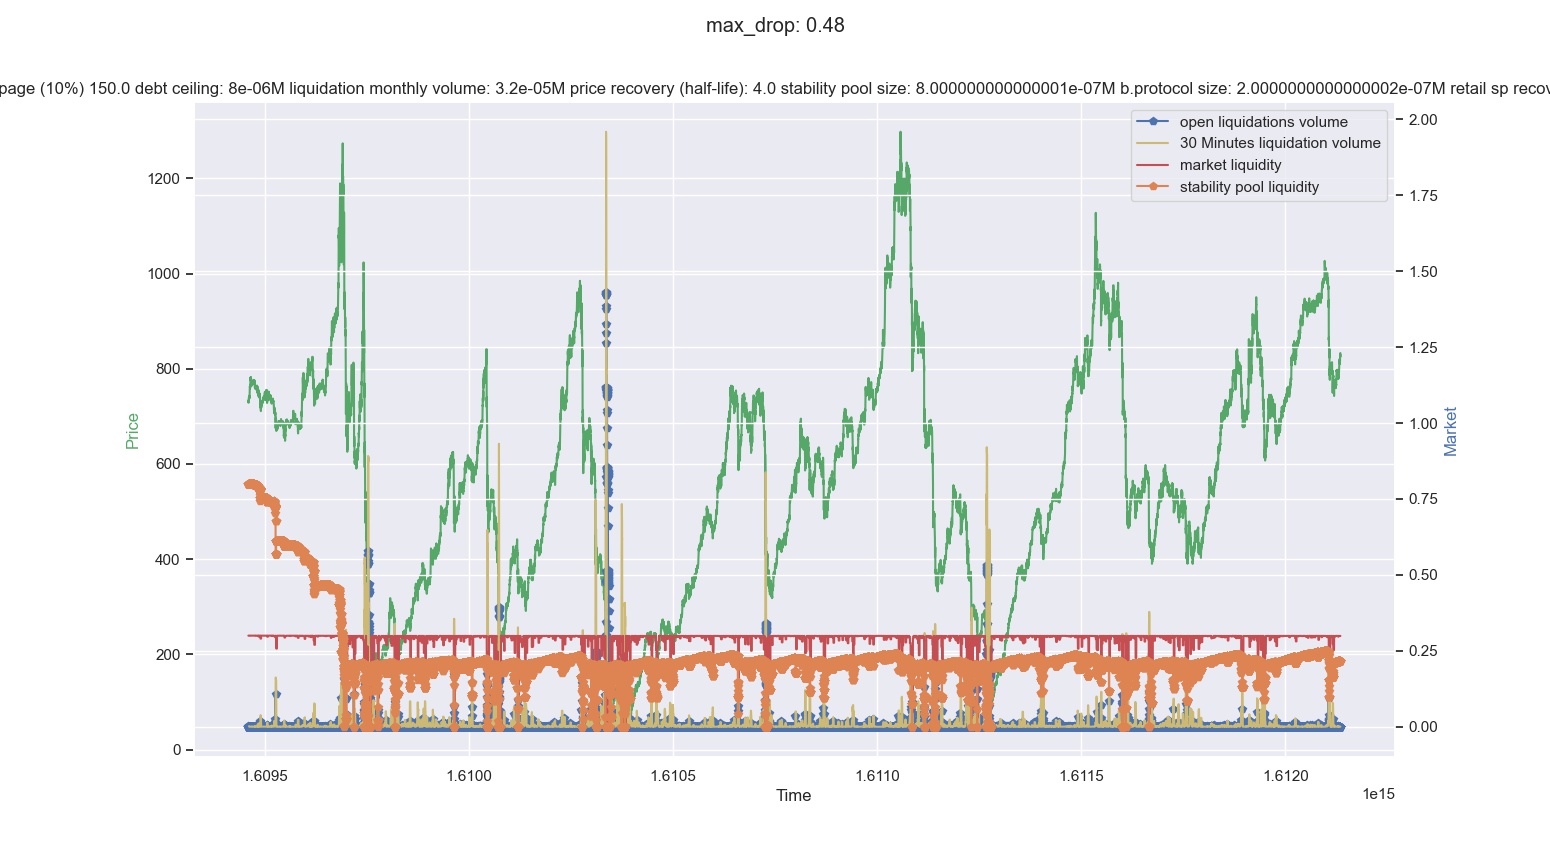 max_drop: 0.48
page (10%) 150.0 debt ceiling: 8e-06M liquidation monthly volume: 3.2e-05M price recovery (half-life): 4.0 stability pool size: 8.000000000000001e-07M b.protocol size: 2.0000000000000002e-07M retail sp recov
open liquidations volume
30 Minutes liquidation volume
market liquidity
stability pool liquidity
1200
1000
800
600
400
200
0
Price
2.00
1.75
1.50
1.25
1.00
0.75
0.50
0.25
0.00
Market
1.6095 1.6100 1.6105 1.6110 1.6115 1.6120
Time
1e15